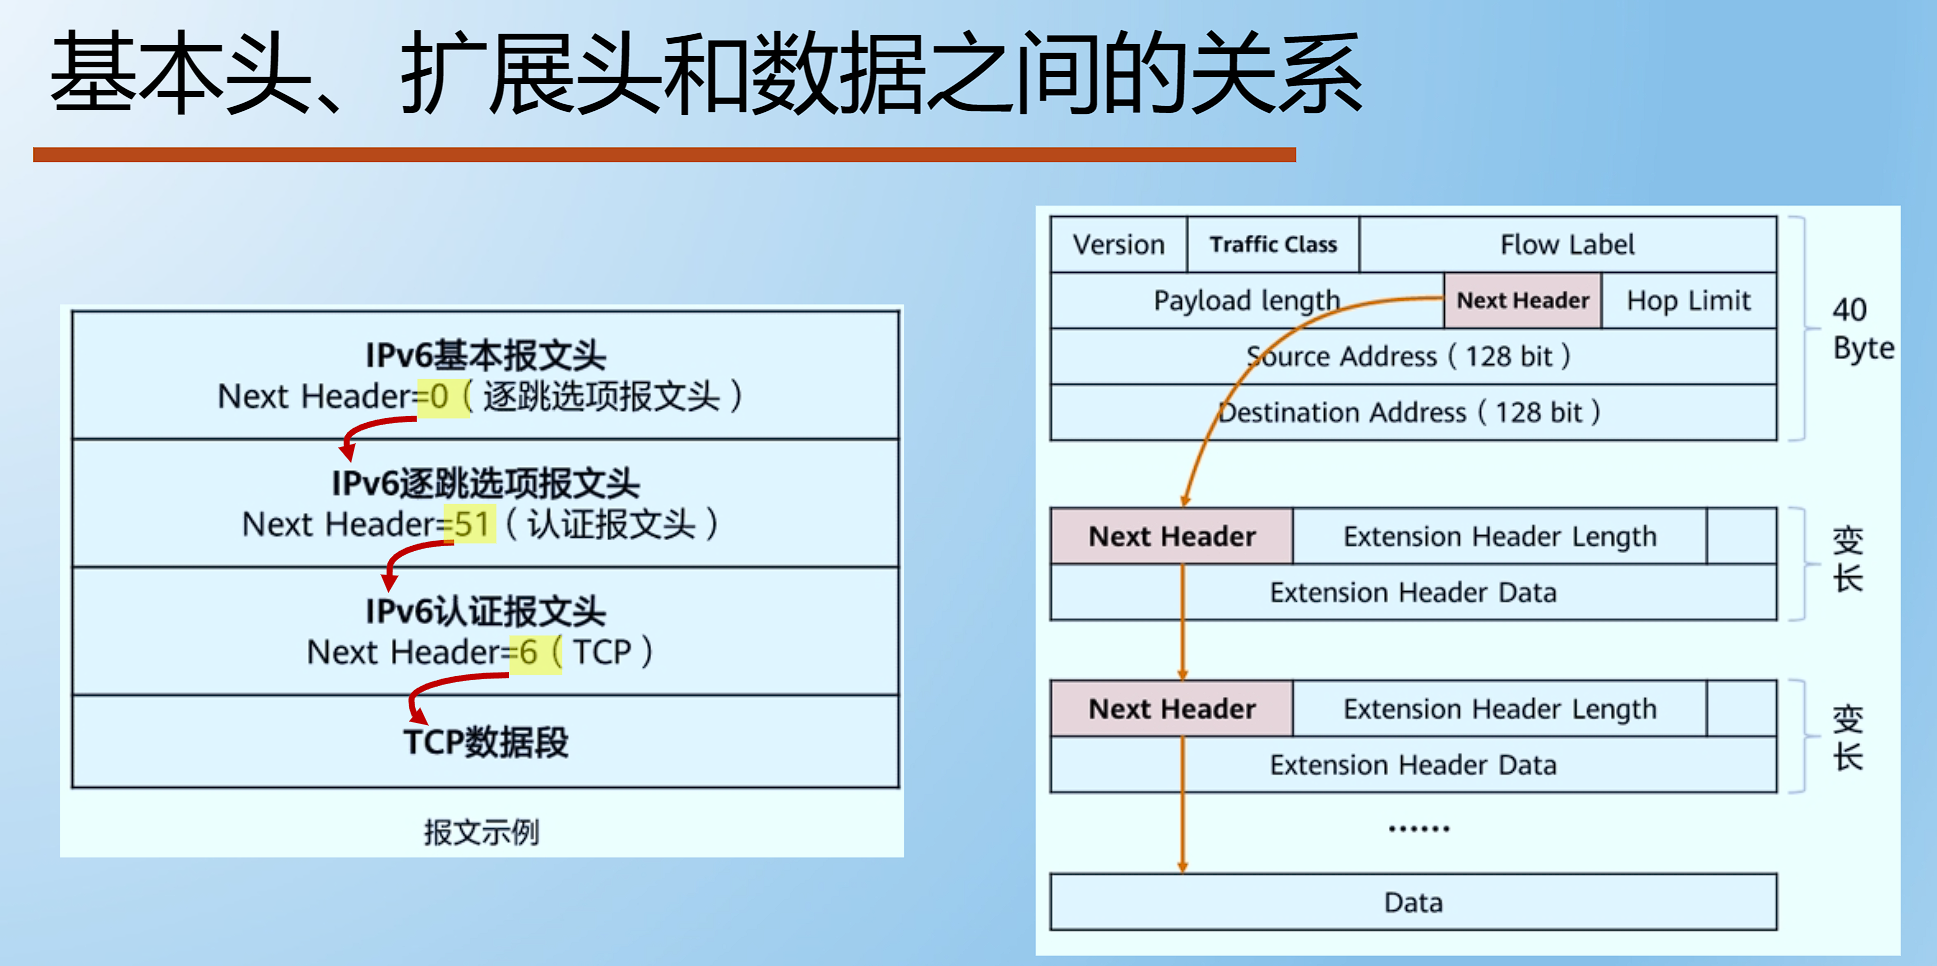 基本头、扩展头和数据之间的关系
IPv6基本报文头
Next Header=0（逐跳选项报文头）
IPv6逐跳选项报文头
Next Header=51（认证报文头）
IPv6认证报文头
Next Header=6（TCP）
TCP数据段
报文示例
Version Traffic Class Flow Label
Payload length Next Header Hop Limit
Source Address（128 bit）
Destination Address（128 bit）
40
Byte
Next Header Extension Header Length
Extension Header Data
变
长
Next Header Extension Header Length
Extension Header Data
变
长
……
Data